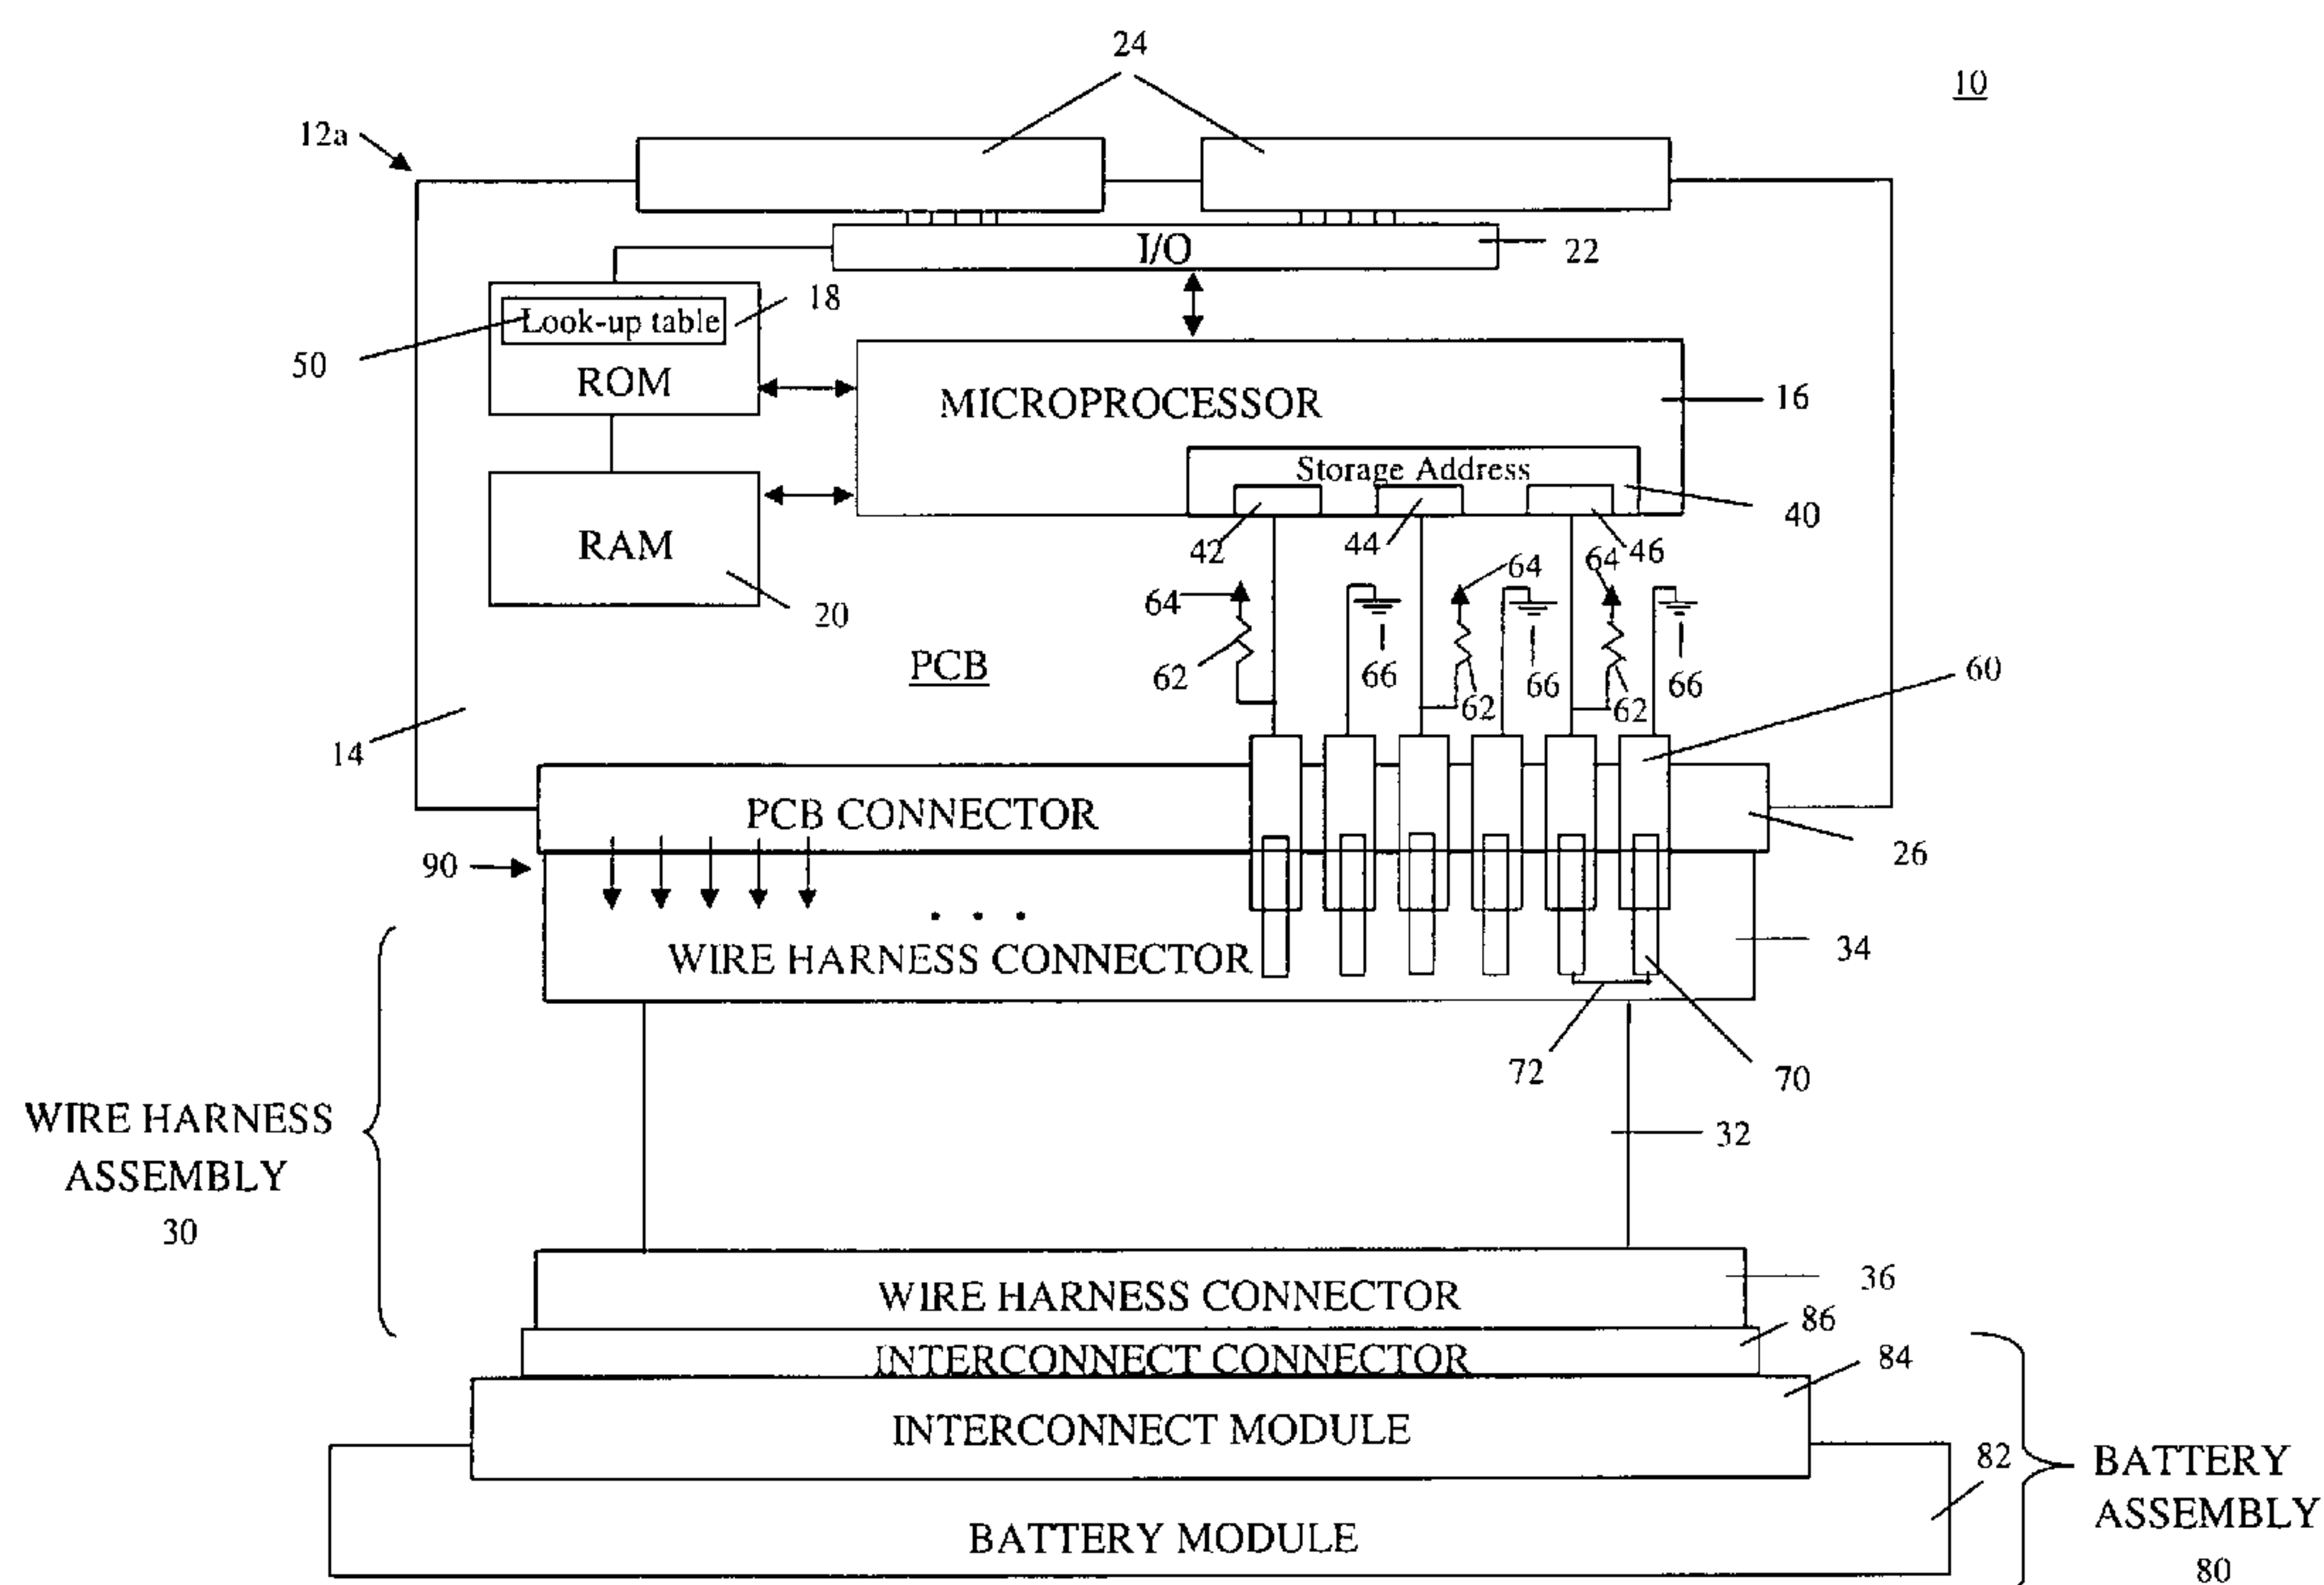 24
10
12a
I/O
22
18
Look-up table
50
ROM
MICROPROCESSOR
16
Storage Address
40
RAM
42
44
46
64
64
64
20
PCB
62
66
62
66
62
66
60
14
PCB CONNECTOR
26
90
. . .
WIRE HARNESS CONNECTOR
34
72
70
WIRE HARNESS
ASSEMBLY
30
32
WIRE HARNESS CONNECTOR
36
86
INTERCONNECT CONNECTOR
84
INTERCONNECT MODULE
82
BATTERY
ASSEMBLY
80
BATTERY MODULE